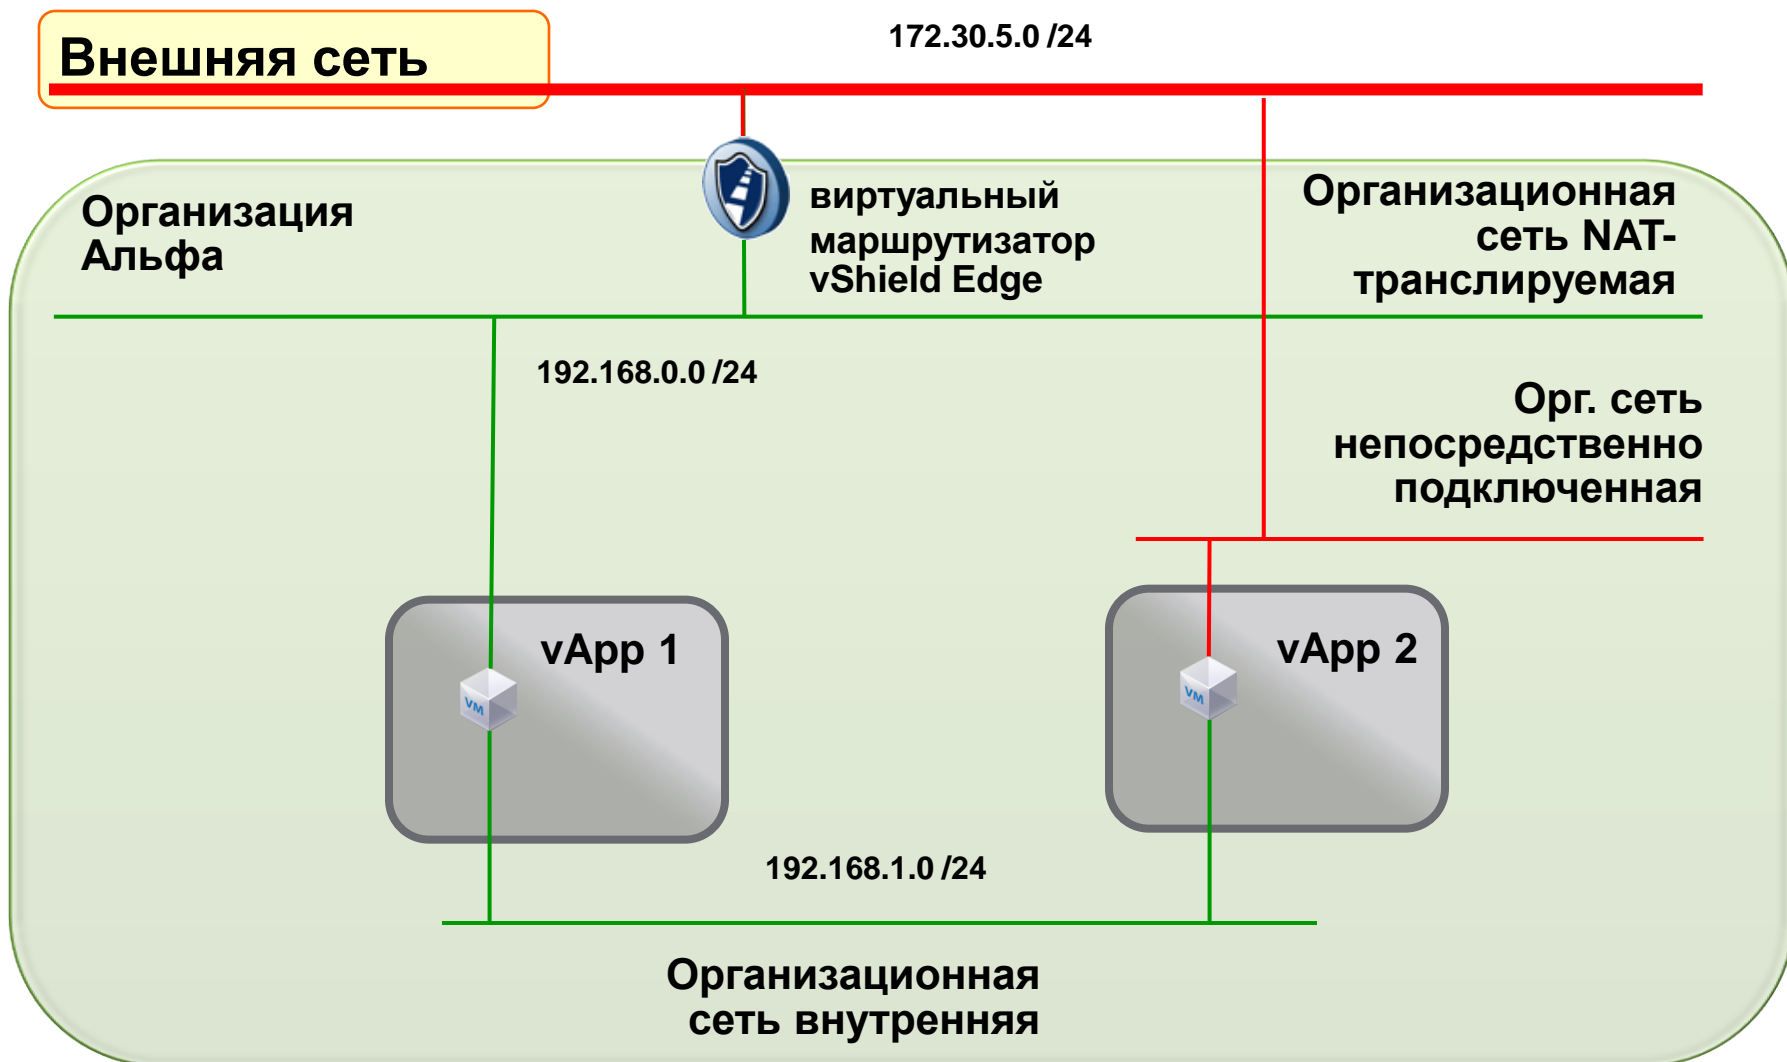 172.30.5.0 /24
Внешняя сеть
Организация
Альфа
виртуальный
маршрутизатор
vShield Edge
Организационная
сеть NAT-
транслируемая
192.168.0.0 /24
Орг. сеть
непосредственно
подключенная
vApp 1
VM
vApp 2
VM
192.168.1.0 /24
Организационная
сеть внутренняя